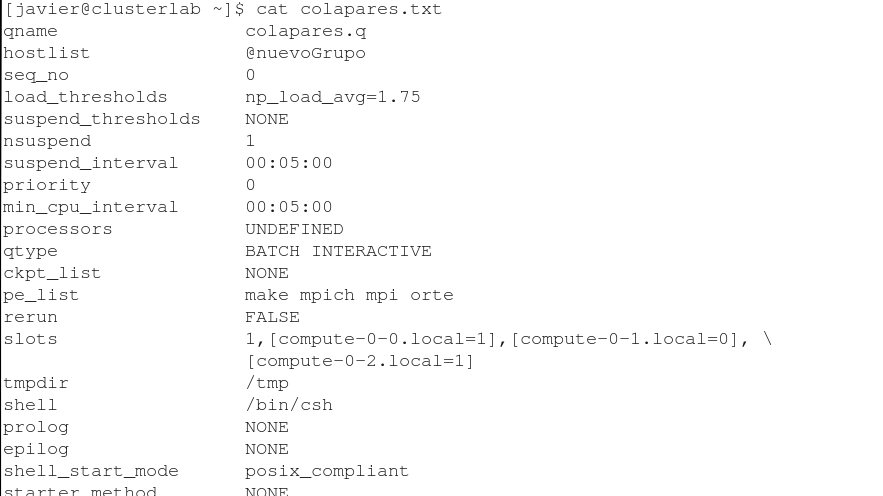 [javier@clusterlab ~]$ cat colapares.txt
qname colapares.q
hostlist @nuevoGrupo
seq_no 0
load_thresholds np_load_avg=1.75
suspend_thresholds NONE
nsuspend 1
suspend_interval 00:05:00
priority 0
min_cpu_interval 00:05:00
processors UNDEFINED
qtype BATCH INTERACTIVE
ckpt_list NONE
pe_list make mpich mpi orte
rerun FALSE
slots 1,[compute-0-0.local=1],[compute-0-1.local=0], \
[compute-0-2.local=1]
tmpdir /tmp
shell /bin/csh
prolog NONE
epilog NONE
shell_start_mode posix_compliant
starter_method NONE